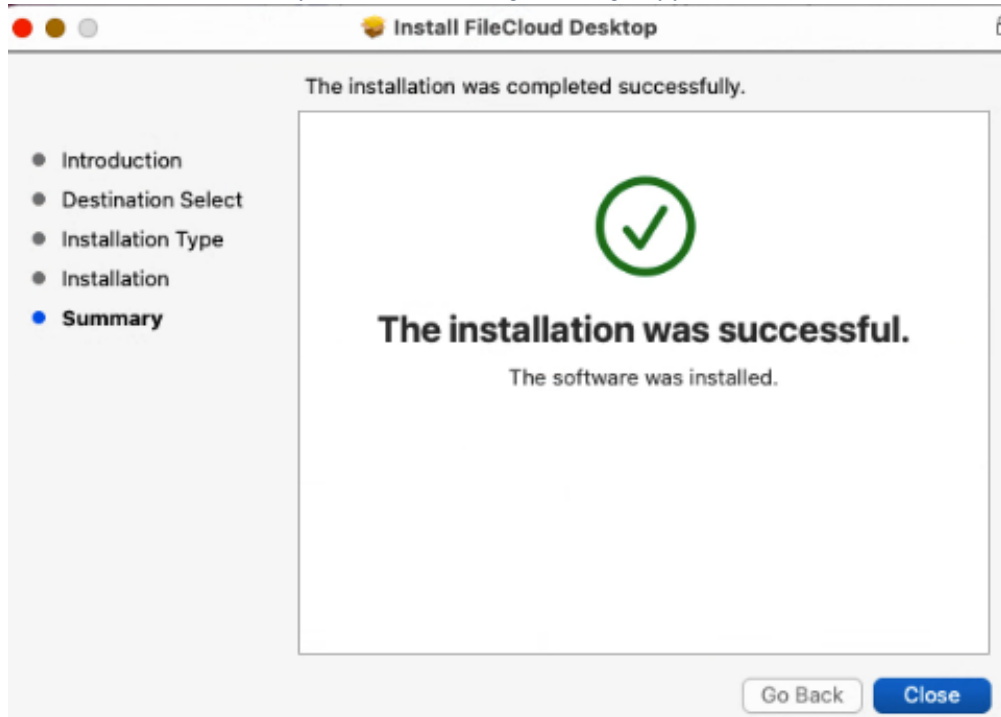 Install FileCloud Desktop
The installation was completed successfully.
Introduction
Destination Select
Installation Type
Installation
Summary
The installation was successful.
The software was installed.
Go Back
Close